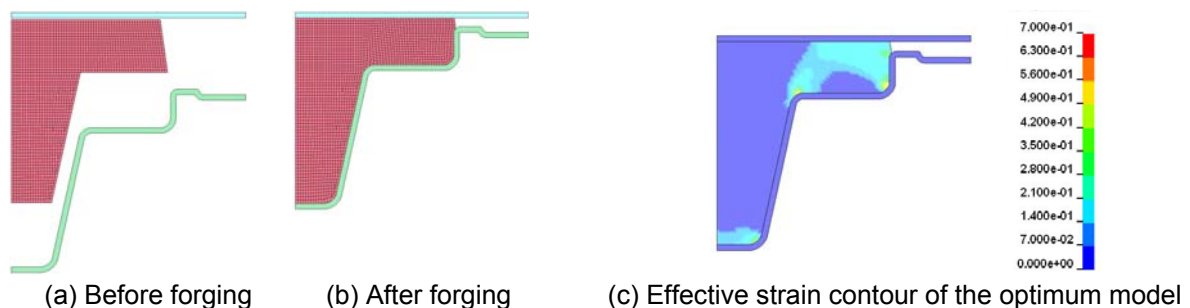 7.000e-01
6.300e-01
5.600e-01
4.900e-01
4.200e-01
3.500e-01
2.800e-01
2.100e-01
1.400e-01
7.000e-02
0.000e+00
(a) Before forging
(b) After forging
(c) Effective strain contour of the optimum model